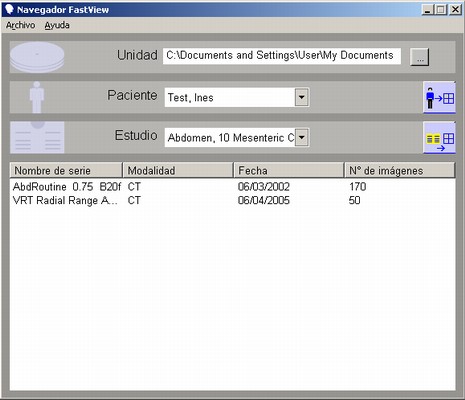 Navegador FastView
Archivo Ayuda
Unidad C:\Documents and Settings\User\My Documents ...
Paciente Test, Ines
Estudio Abdomen, 10 Mesenteric C
Nombre de serie Modalidad Fecha N° de imágenes
AbdRoutine 0.75 B20f CT 06/03/2002 170
VRT Radial Range A... CT 06/04/2005 50